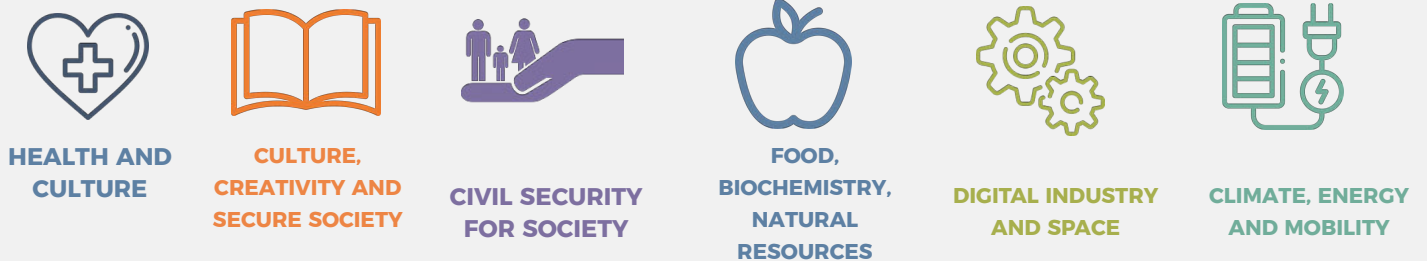 HEALTH AND
CULTURE
CULTURE,
CREATIVITY AND
SECURE SOCIETY
CIVIL SECURITY
FOR SOCIETY
FOOD,
BIOCHEMISTRY,
NATURAL
RESOURCES
DIGITAL INDUSTRY
AND SPACE
CLIMATE, ENERGY
AND MOBILITY